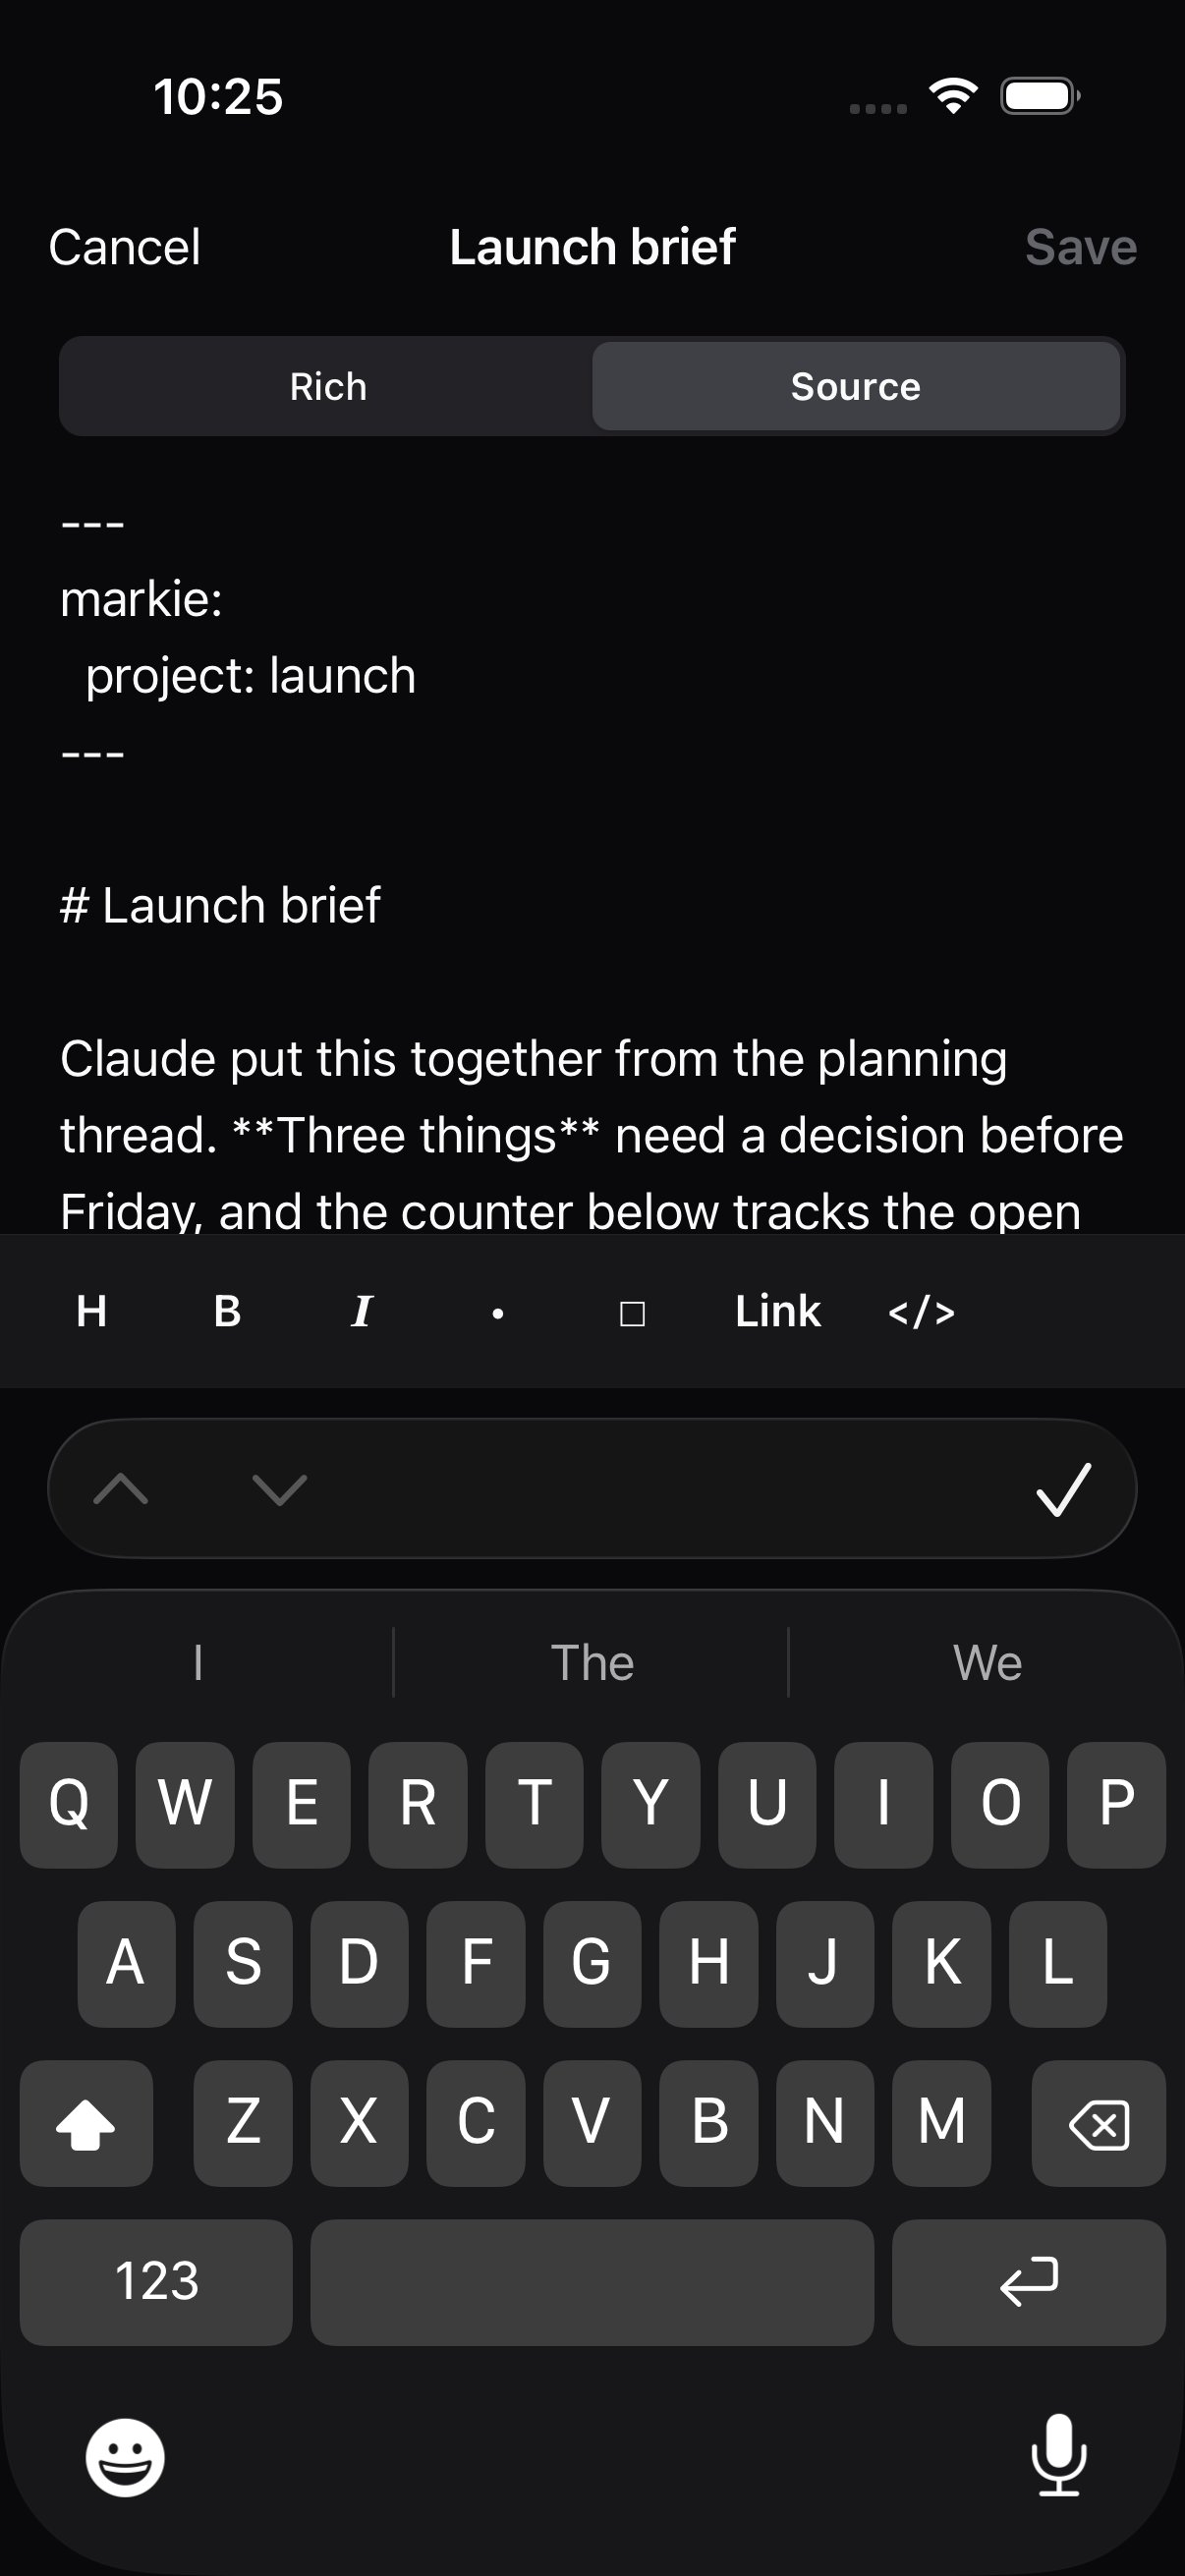 10:25
Cancel
Launch brief
Save
Rich
Source
---
markie:
  project: launch
---
# Launch brief
Claude put this together from the planning
thread. **Three things** need a decision before
Friday, and the counter below tracks the open
H B I • □ Link </>
I
The
We
Q W E R T Y U I O P
A S D F G H J K L
Z X C V B N M
123